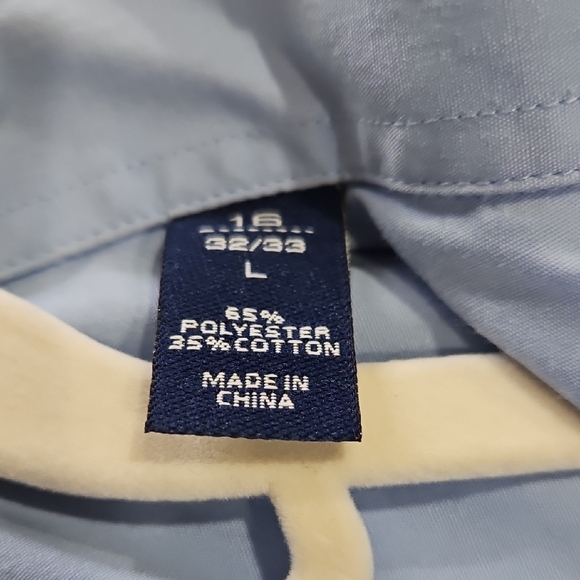 16
32/33
L
65%
POLYESTER
35% COTTON
MADE IN
CHINA